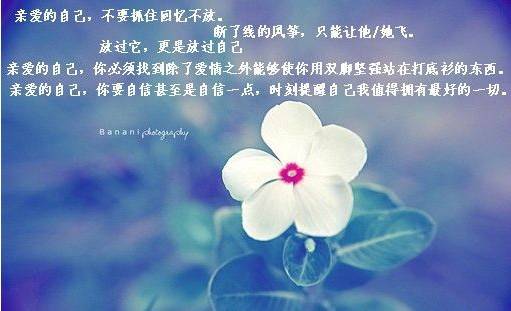 亲爱的自己，不要抓住回忆不放。
断了线的风筝，只能让他/她飞。
放过它，更是放过自己
亲爱的自己，你必须找到除了爱情之外能够使你用双脚坚强站在打底衫的东西。
亲爱的自己，你要自信甚至是自信一点，时刻提醒自己我值得拥有最好的一切。
Banani photography